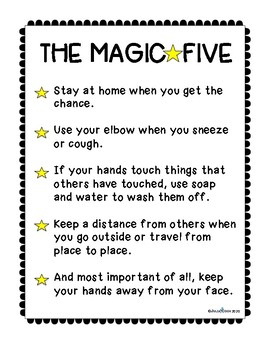 THE MAGIC FIVE
Stay at home when you get the
chance.
Use your elbow when you sneeze
or cough.
If your hands touch things that
others have touched, use soap
and water to wash them off.
Keep a distance from others when
you go outside or travel from
place to place.
And most important of all, keep
your hands away from your face.